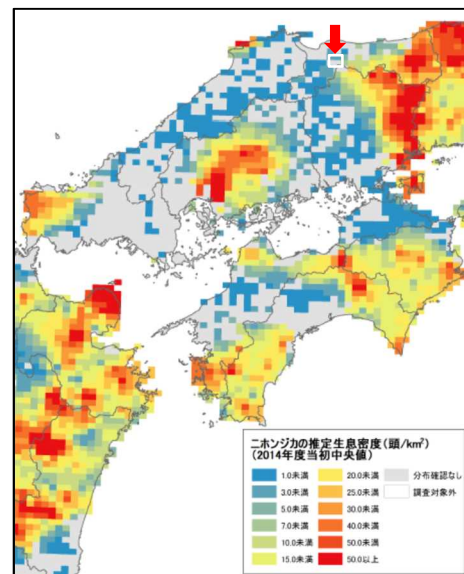 ニホンジカの推定生息密度(頭/km²)
(2014年度当初中央値)
1.0未満 20.0未満 分布確認なし
3.0未満 25.0未満 調査対象外
5.0未満 30.0未満
7.0未満 40.0未満
10.0未満 50.0未満
15.0未満 50.0以上